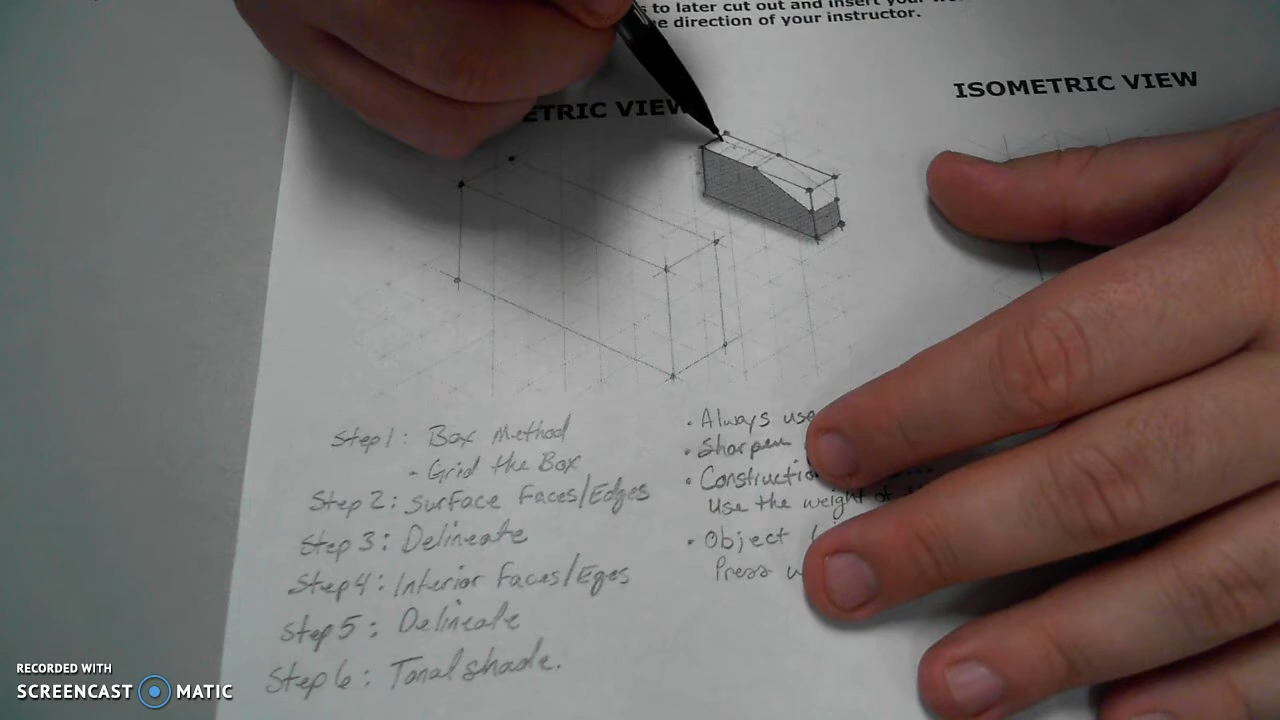 to later cut out and insert your
direction of your instructor.
ETRIC VIEW
ISOMETRIC VIEW
Step 1: Box Method
- Grid the Box
Step 2: Surface Faces/Edges
Step 3: Delineate
Step 4: Interior Faces/Eges
Step 5: Delineate
Step 6: Tonal shade.
• Always use
• Sharpen
• Constructio
Use the weight of
• Object
Press
RECORDED WITH
SCREENCAST MATIC